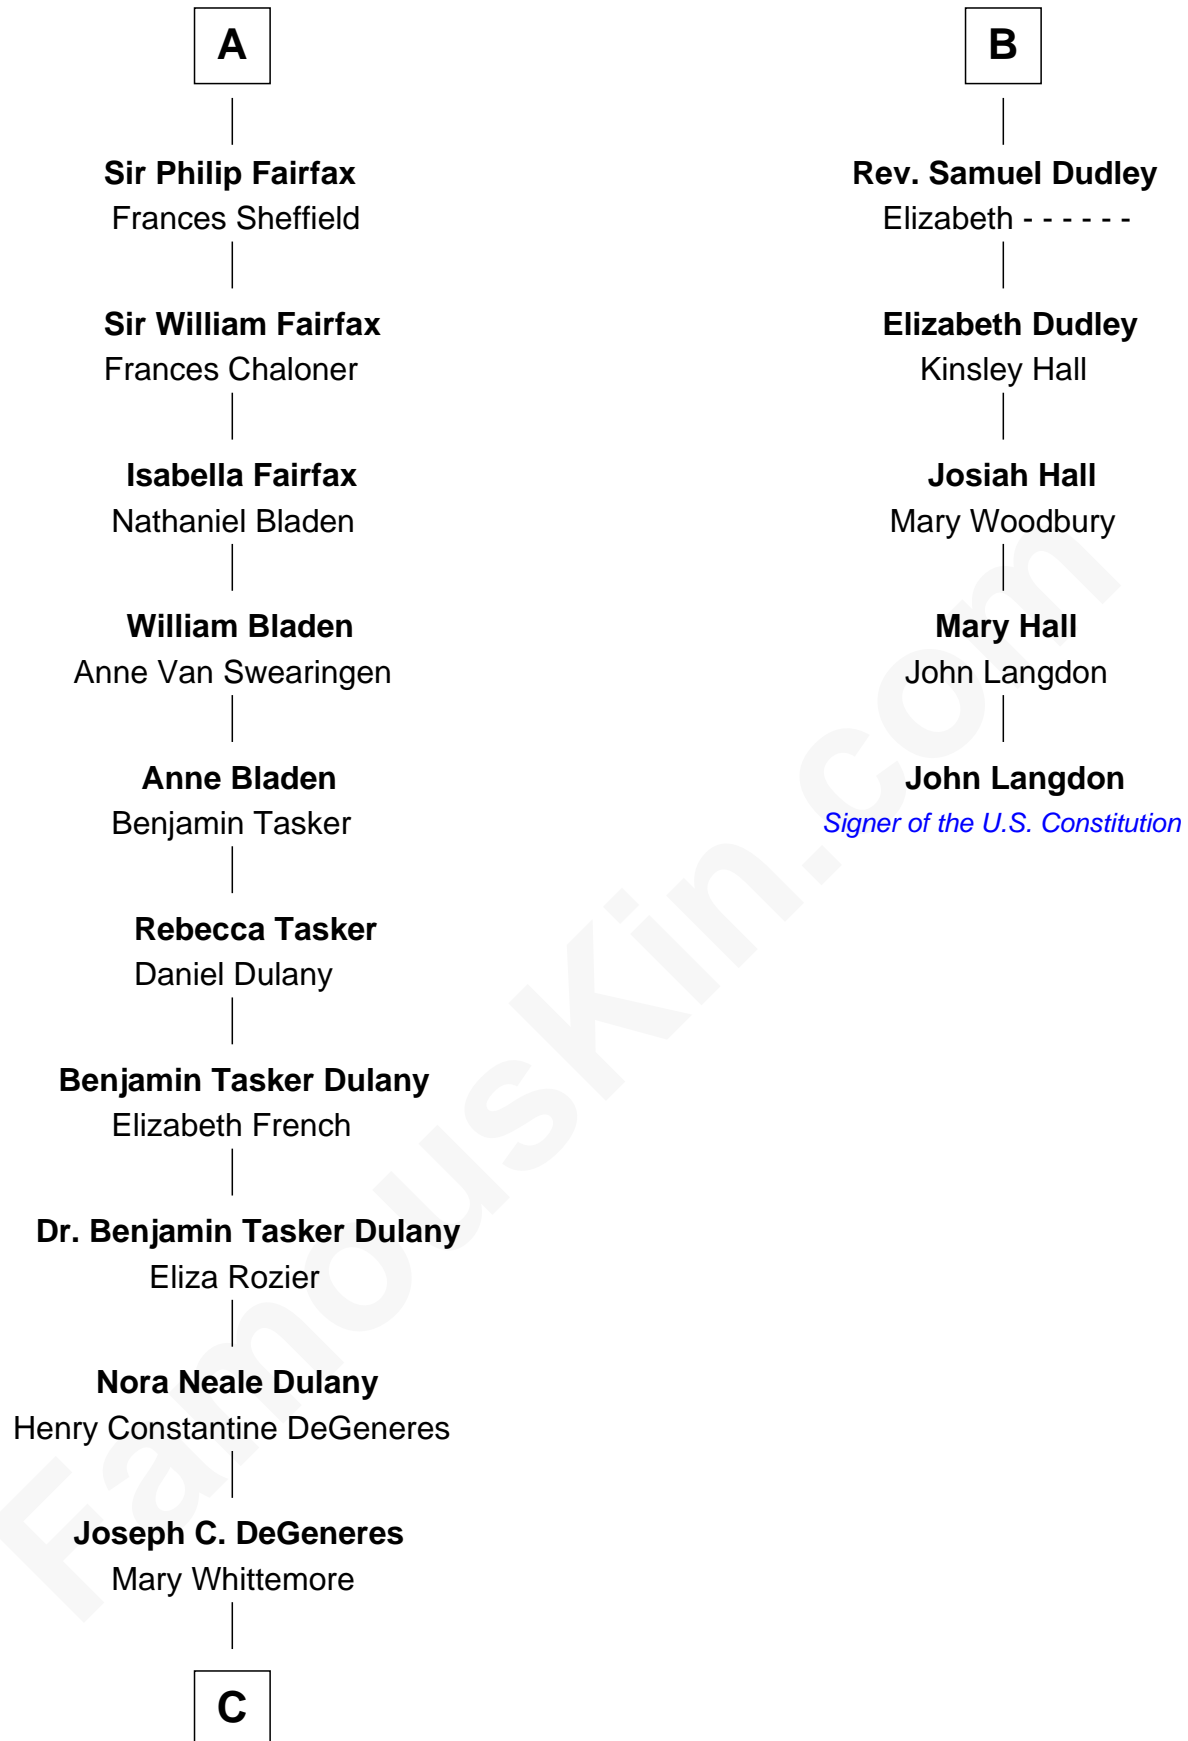 A
Sir Philip Fairfax
Frances Sheffield
Sir William Fairfax
Frances Chaloner
Isabella Fairfax
Nathaniel Bladen
William Bladen
Anne Van Swearingen
Anne Bladen
Benjamin Tasker
Rebecca Tasker
Daniel Dulany
Benjamin Tasker Dulany
Elizabeth French
Dr. Benjamin Tasker Dulany
Eliza Rozier
Nora Neale Dulany
Henry Constantine DeGeneres
Joseph C. DeGeneres
Mary Whittemore
C
B
Rev. Samuel Dudley
Elizabeth - - - - - -
Elizabeth Dudley
Kinsley Hall
Josiah Hall
Mary Woodbury
Mary Hall
John Langdon
John Langdon
Signer of the U.S. Constitution
FamousKin.com